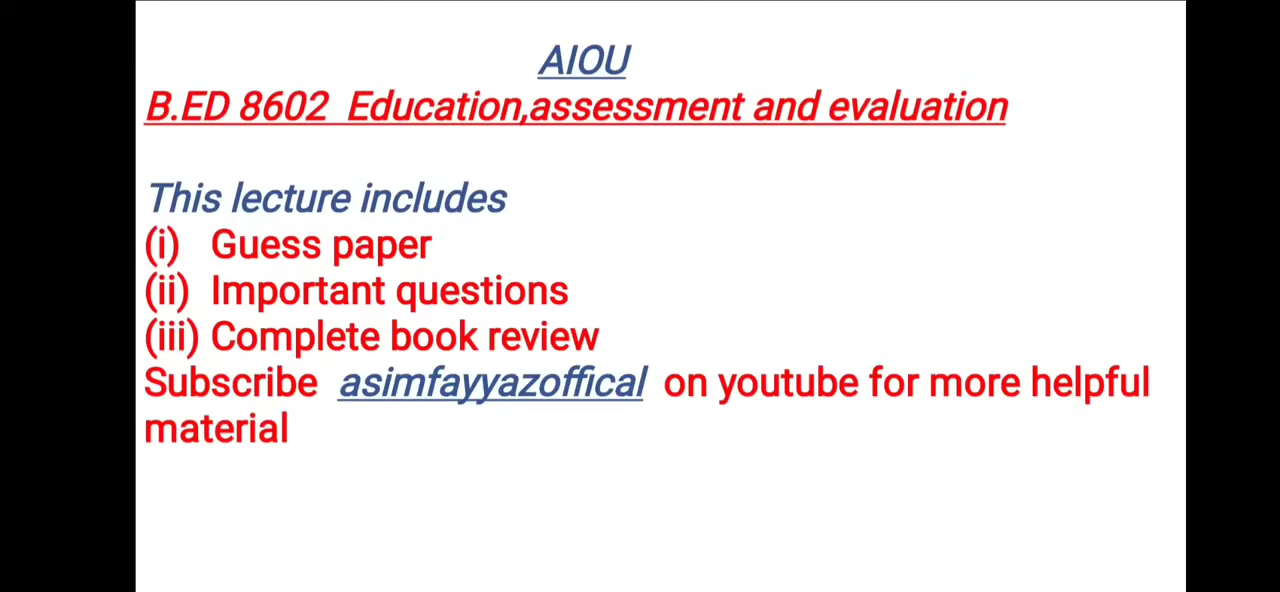 AIOU
B.ED 8602 Education,assessment and evaluation
This lecture includes
(i) Guess paper
(ii) Important questions
(iii) Complete book review
Subscribe asimfayyazoffical on youtube for more helpful
material